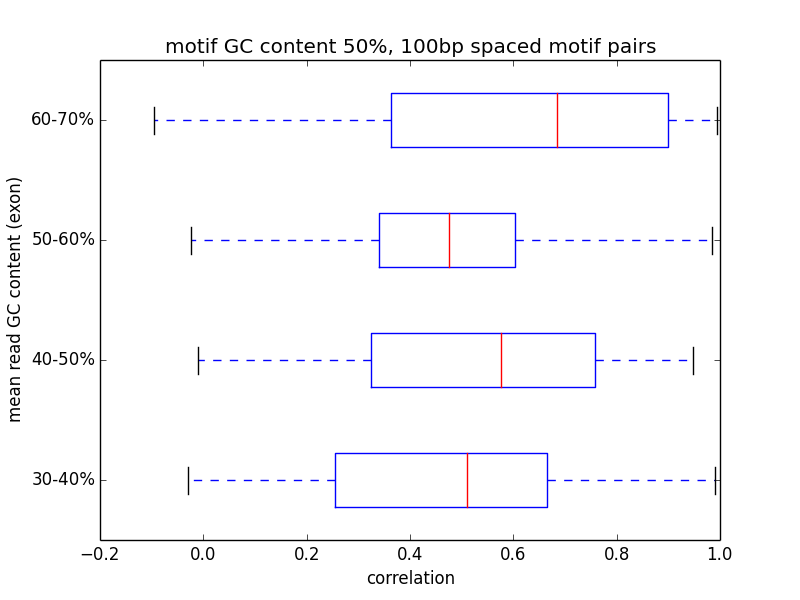 motif GC content 50%, 100bp spaced motif pairs
mean read GC content (exon)
60-70%
50-60%
40-50%
30-40%
−0.2 0.0 0.2 0.4 0.6 0.8 1.0
correlation